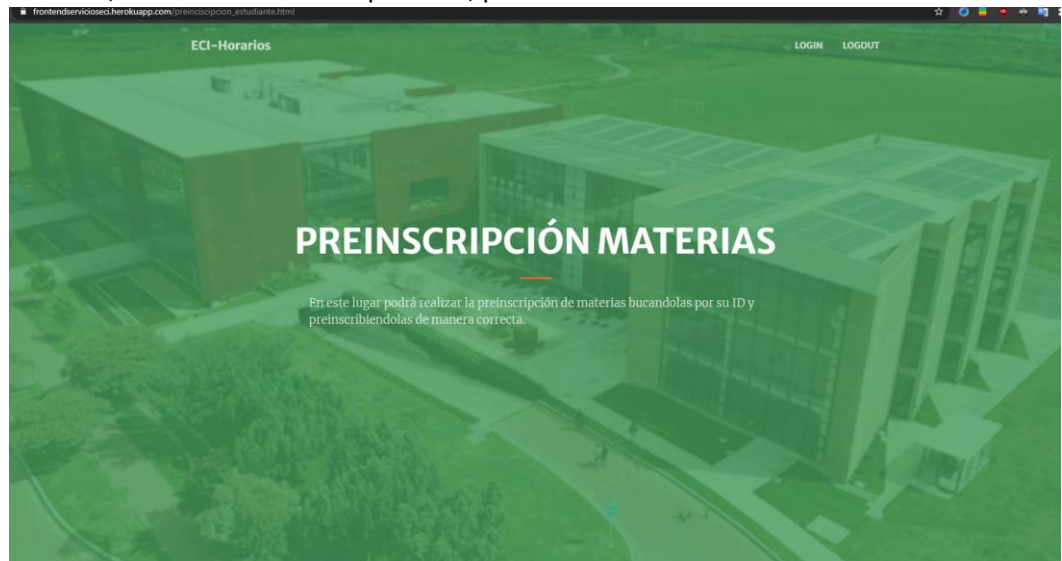 frontendservicioseci.herokuapp.com/preinciscipcion_estudiante.html
ECI-Horarios
LOGIN LOGOUT
PREINSCRIPCIÓN MATERIAS
En este lugar podrá realizar la preinscripción de materias bucandolas por su ID y
preinscribiendolas de manera correcta.